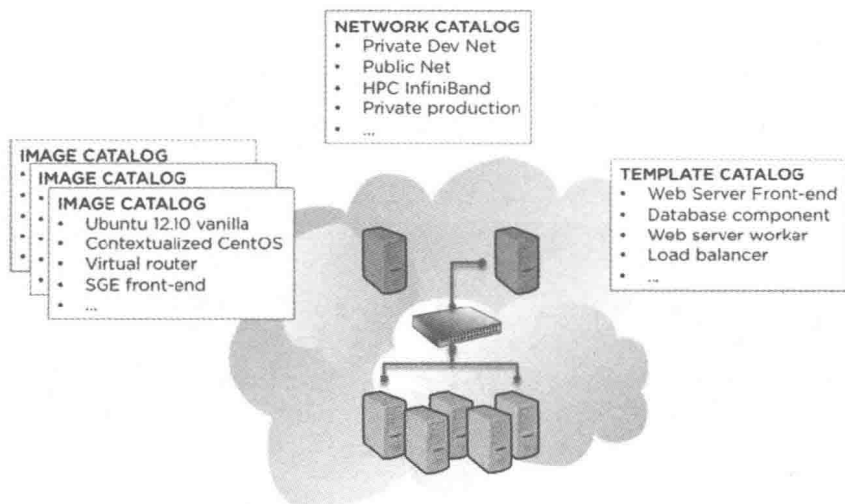 NETWORK CATALOG
• Private Dev Net
• Public Net
• HPC InfiniBand
• Private production
• ...
IMAGE CATALOG
IMAGE CATALOG
IMAGE CATALOG
• Ubuntu 12.10 vanilla
• Contextualized CentOS
• Virtual router
• SGE front-end
• ...
TEMPLATE CATALOG
• Web Server Front-end
• Database component
• Web server worker
• Load balancer
• ...